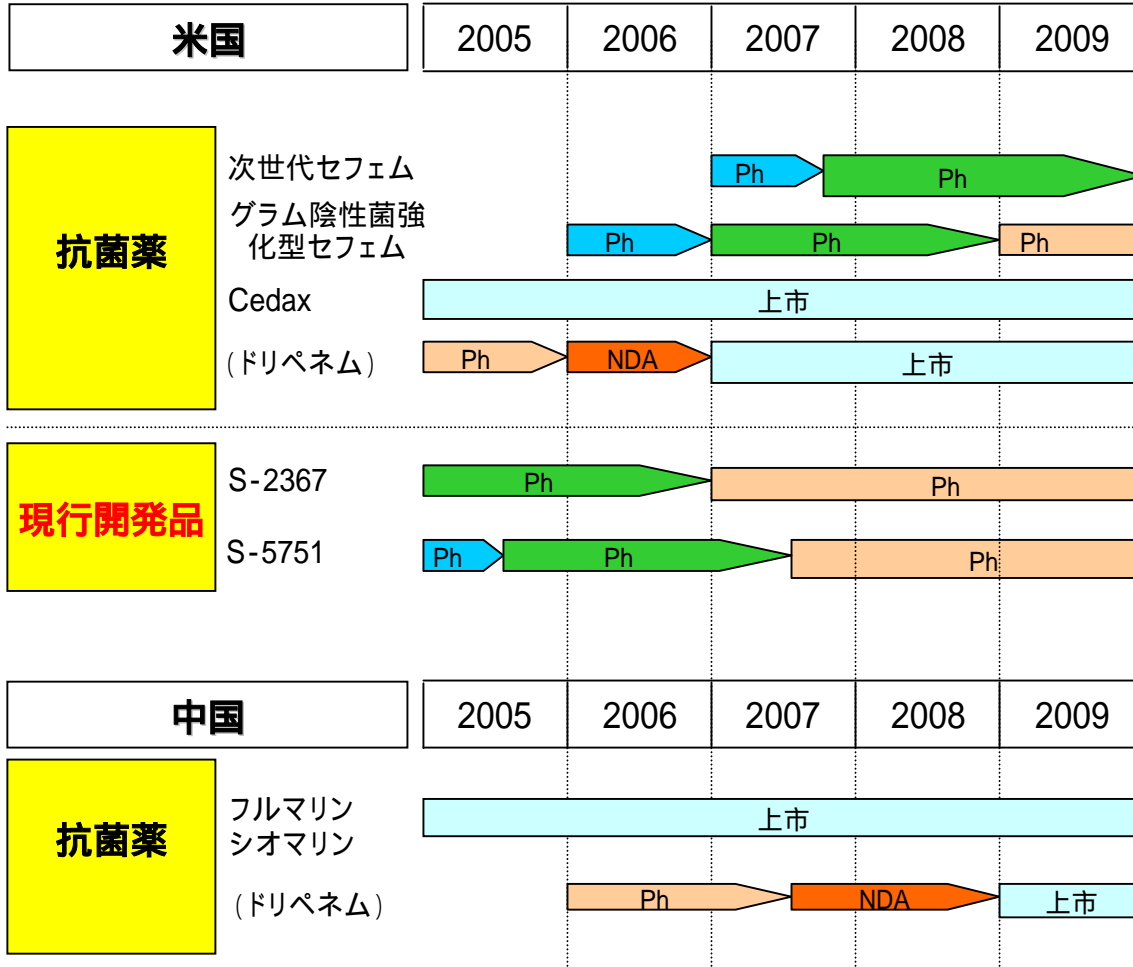 米国 2005 2006 2007 2008 2009
抗菌薬
次世代セフェム Ph Ph
グラム陰性菌強
化型セフェム Ph Ph Ph
Cedax 上市
(ドリペネム) Ph NDA 上市
現行開発品
S-2367 Ph Ph
S-5751 Ph Ph Ph
中国 2005 2006 2007 2008 2009
抗菌薬
フルマリン
シオマリン 上市
(ドリペネム) Ph NDA 上市